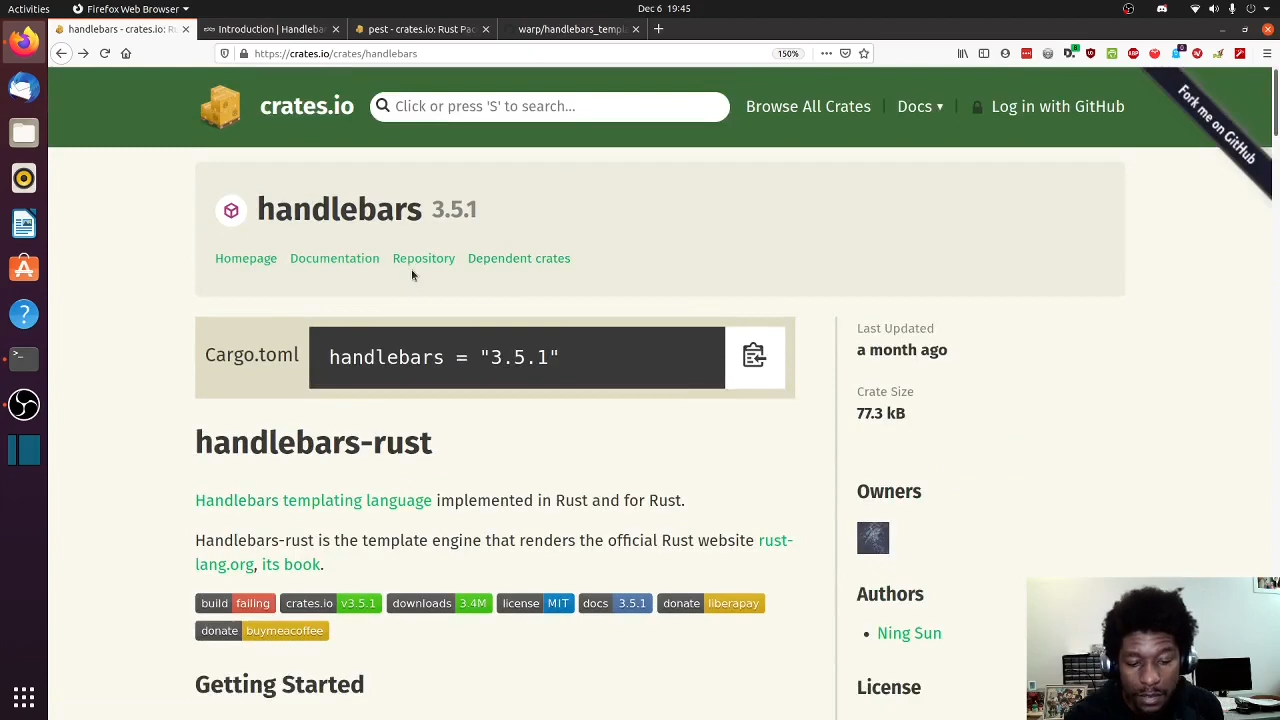 Activities
Firefox Web Browser
Dec 6 19:45
handlebars - crates.io: Ru
Introduction | Handlebar
pest - crates.io: Rust Pac
warp/handlebars_templ
https://crates.io/crates/handlebars
150%
crates.io
Click or press 'S' to search...
Browse All Crates
Docs
Log in with GitHub
Fork me on GitHub
handlebars 3.5.1
Homepage
Documentation
Repository
Dependent crates
Cargo.toml
handlebars = "3.5.1"
Last Updated
a month ago
Crate Size
77.3 kB
handlebars-rust
Handlebars templating language implemented in Rust and for Rust.
Handlebars-rust is the template engine that renders the official Rust website rust-
lang.org, its book.
build failing
crates.io v3.5.1
downloads 3.4M
license MIT
docs 3.5.1
donate liberapay
donate buymeacoffee
Owners
Authors
Ning Sun
License
Getting Started